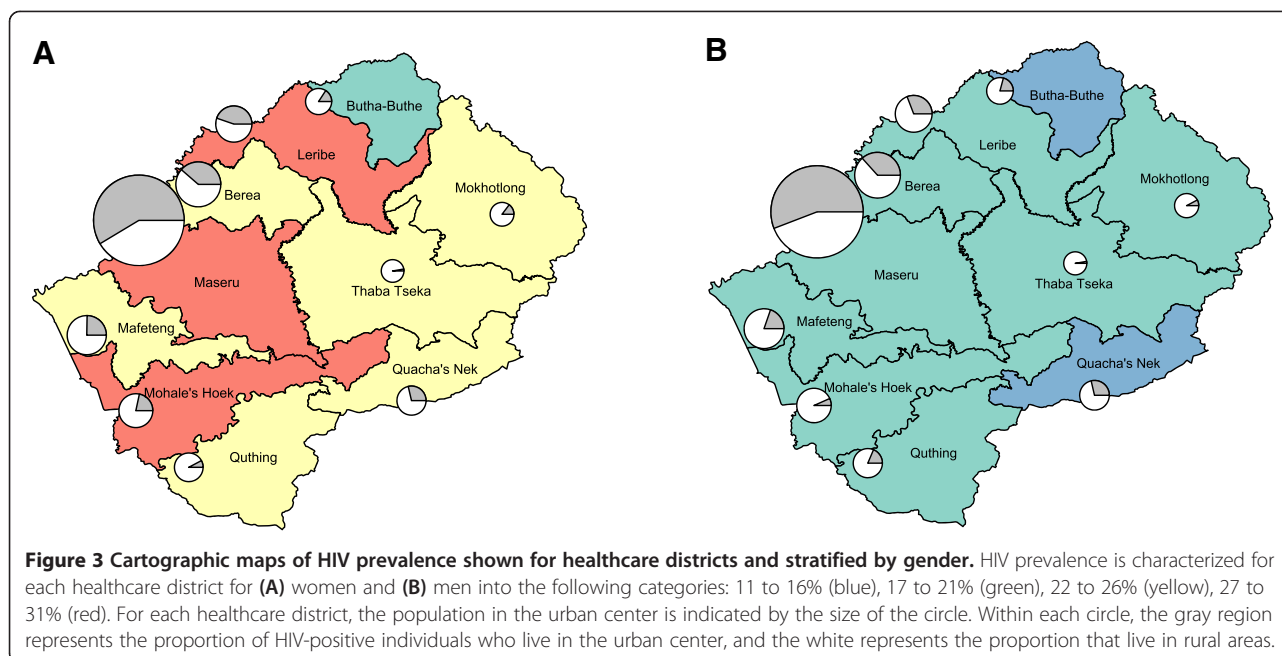 A
B
Butha-Buthe
Leribe
Berea
Mokhotlong
Maseru
Thaba Tseka
Mafeteng
Quacha's Nek
Mohale's Hoek
Quthing
Butha-Buthe
Leribe
Berea
Mokhotlong
Maseru
Thaba Tseka
Mafeteng
Quacha's Nek
Mohale's Hoek
Quthing
Figure 3 Cartographic maps of HIV prevalence shown for healthcare districts and stratified by gender. HIV prevalence is characterized for
each healthcare district for (A) women and (B) men into the following categories: 11 to 16% (blue), 17 to 21% (green), 22 to 26% (yellow), 27 to
31% (red). For each healthcare district, the population in the urban center is indicated by the size of the circle. Within each circle, the gray region
represents the proportion of HIV-positive individuals who live in the urban center, and the white represents the proportion that live in rural areas.